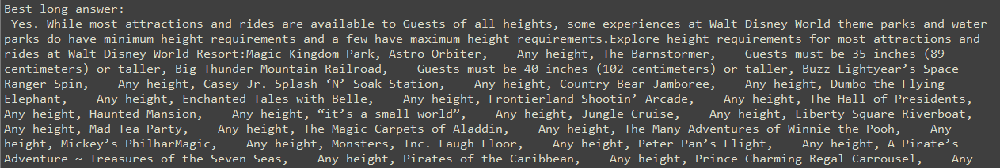 Best long answer:
Yes. While most attractions and rides are available to Guests of all heights, some experiences at Walt Disney World theme parks and water
parks do have minimum height requirements—and a few have maximum height requirements.Explore height requirements for most attractions and
rides at Walt Disney World Resort:Magic Kingdom Park, Astro Orbiter,  – Any height, The Barnstormer,  – Guests must be 35 inches (89
centimeters) or taller, Big Thunder Mountain Railroad,  – Guests must be 40 inches (102 centimeters) or taller, Buzz Lightyear’s Space
Ranger Spin,  – Any height, Casey Jr. Splash ‘N’ Soak Station,  – Any height, Country Bear Jamboree,  – Any height, Dumbo the Flying
Elephant,  – Any height, Enchanted Tales with Belle,  – Any height, Frontierland Shootin’ Arcade,  – Any height, The Hall of Presidents,  –
Any height, Haunted Mansion,  – Any height, “it’s a small world”,  – Any height, Jungle Cruise,  – Any height, Liberty Square Riverboat,  –
Any height, Mad Tea Party,  – Any height, The Magic Carpets of Aladdin,  – Any height, The Many Adventures of Winnie the Pooh,  – Any
height, Mickey’s PhilharMagic,  – Any height, Monsters, Inc. Laugh Floor,  – Any height, Peter Pan’s Flight,  – Any height, A Pirate’s
Adventure ~ Treasures of the Seven Seas,  – Any height, Pirates of the Caribbean,  – Any height, Prince Charming Regal Carrousel,  – Any